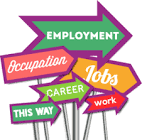 EMPLOYMENT
Occupation
Jobs
CAREER
THIS WAY
Work